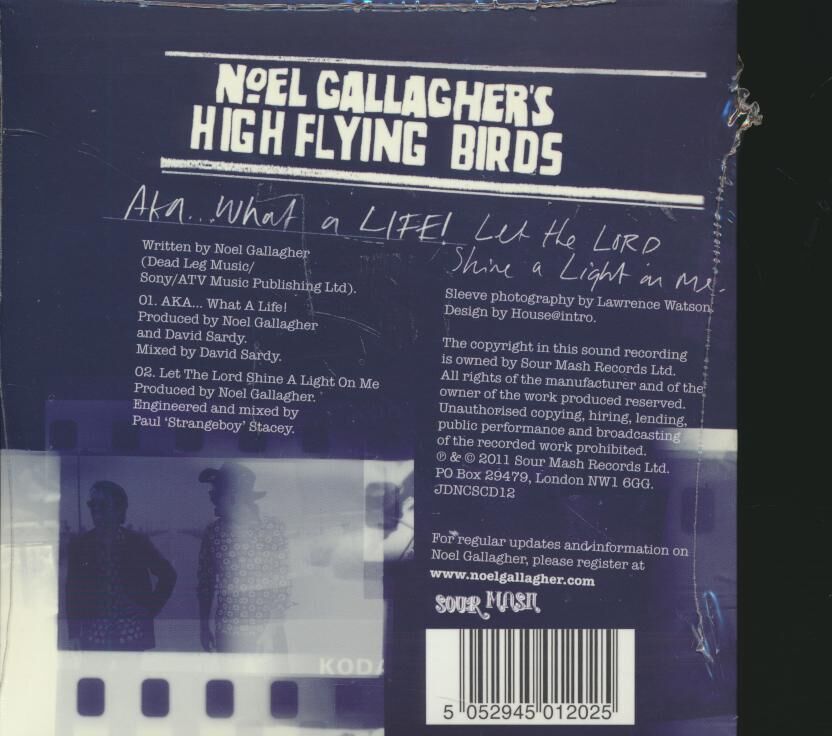 NOEL GALLAGHER'S
HIGH FLYING BIRDS
AKA... What a LIFE! Let the LORD
Shine a Light on me.
Written by Noel Gallagher
(Dead Leg Music/
Sony/ATV Music Publishing Ltd).
01. AKA... What A Life!
Produced by Noel Gallagher
and David Sardy.
Mixed by David Sardy.
02. Let The Lord Shine A Light On Me
Produced by Noel Gallagher.
Engineered and mixed by
Paul ‘Strangeboy’ Stacey.
Sleeve photography by Lawrence Watson.
Design by House@intro.
The copyright in this sound recording
is owned by Sour Mash Records Ltd.
All rights of the manufacturer and of the
owner of the work produced reserved.
Unauthorised copying, hiring, lending,
public performance and broadcasting
of the recorded work prohibited.
℗ & © 2011 Sour Mash Records Ltd.
PO Box 29479, London NW1 6GG.
JDNCSCD12
For regular updates and information on
Noel Gallagher, please register at
www.noelgallagher.com
SOUR MASH
KODA
5 052945 012025